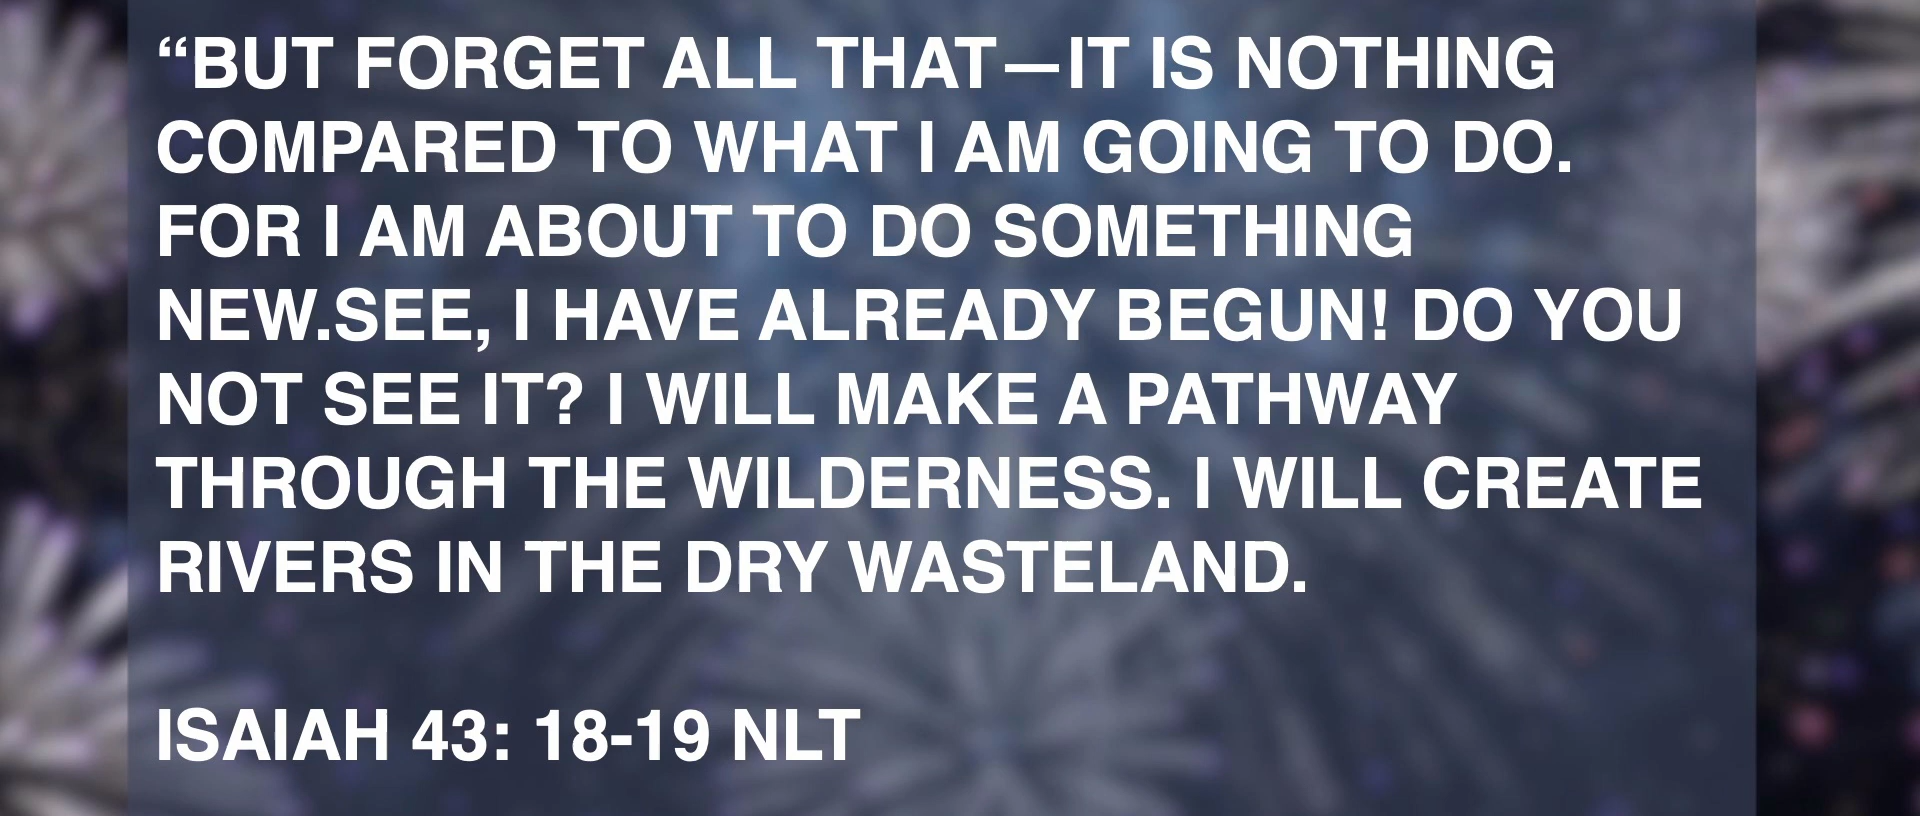 “BUT FORGET ALL THAT—IT IS NOTHING
COMPARED TO WHAT I AM GOING TO DO.
FOR I AM ABOUT TO DO SOMETHING
NEW.SEE, I HAVE ALREADY BEGUN! DO YOU
NOT SEE IT? I WILL MAKE A PATHWAY
THROUGH THE WILDERNESS. I WILL CREATE
RIVERS IN THE DRY WASTELAND.
ISAIAH 43: 18-19 NLT